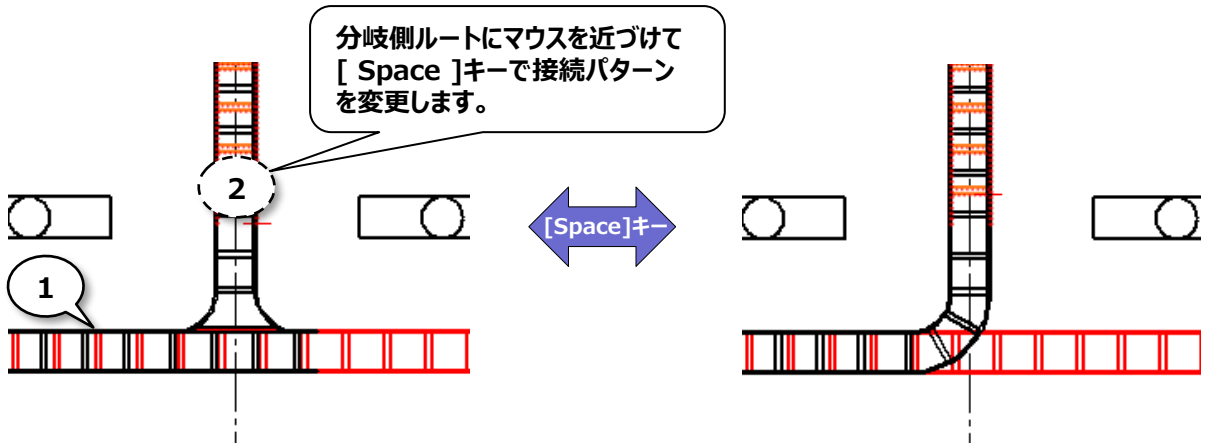 分岐側ルートにマウスを近づけて
[ Space ]キーで接続パターン
を変更します。
2
[Space]キー
1